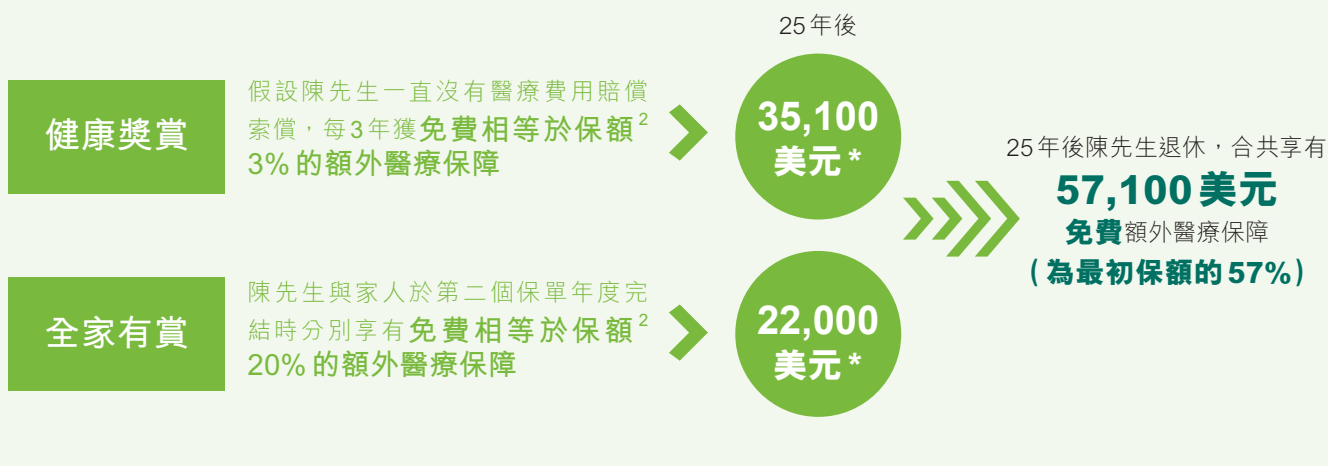 健康獎賞
假設陳先生一直沒有醫療費用賠償
索償，每3年獲免費相等於保額2
3%的額外醫療保障
25年後
35,100
美元*
全家有賞
陳先生與家人於第二個保單年度完
結時分別享有免費相等於保額2
20%的額外醫療保障
22,000
美元*
25年後陳先生退休，合共享有
57,100美元
免費額外醫療保障
(為最初保額的57%)